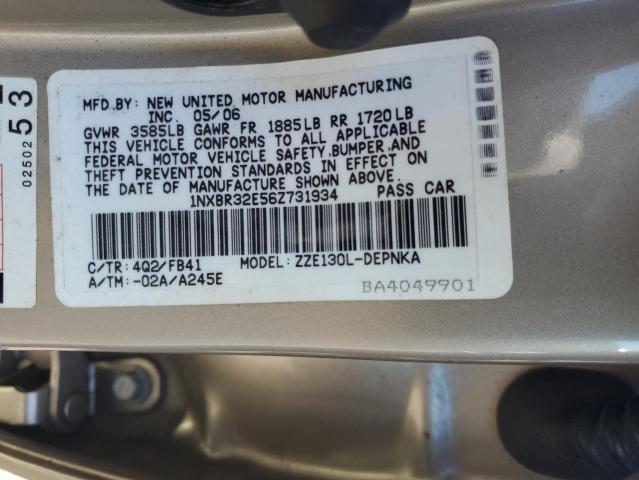 MFD.BY: NEW UNITED MOTOR MANUFACTURING
INC. 05/06
GVWR 3585LB GAWR FR 1885LB RR 1720LB
THIS VEHICLE CONFORMS TO ALL APPLICABLE
FEDERAL MOTOR VEHICLE SAFETY,BUMPER,AND
THEFT PREVENTION STANDARDS IN EFFECT ON
THE DATE OF MANUFACTURE SHOWN ABOVE.
1NXBR32E56Z731934 PASS CAR
C/TR: 4Q2/FB41 MODEL: ZZE130L-DEPNKA
A/TM: -02A/A245E
BA4049901
53
02502